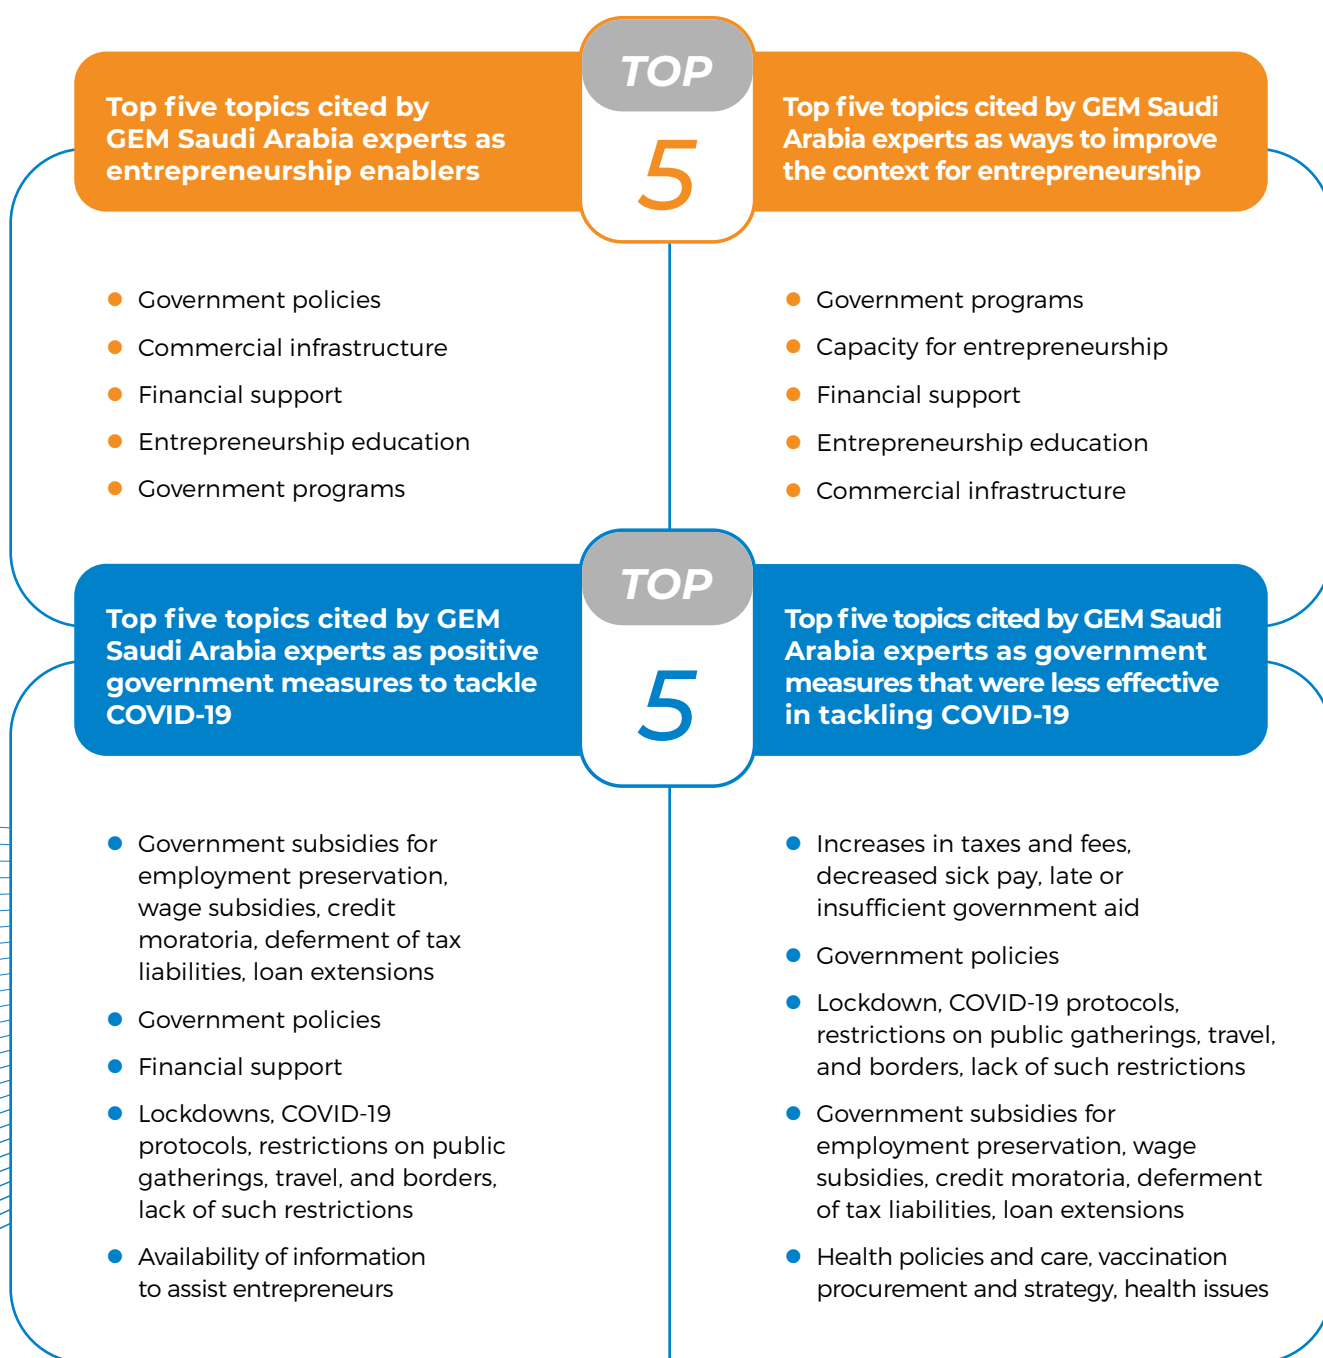 TOP
5
Top five topics cited by
GEM Saudi Arabia experts as
entrepreneurship enablers
Top five topics cited by GEM Saudi
Arabia experts as ways to improve
the context for entrepreneurship
Government policies
Commercial infrastructure
Financial support
Entrepreneurship education
Government programs
Government programs
Capacity for entrepreneurship
Financial support
Entrepreneurship education
Commercial infrastructure
TOP
5
Top five topics cited by GEM
Saudi Arabia experts as positive
government measures to tackle
COVID-19
Top five topics cited by GEM Saudi
Arabia experts as government
measures that were less effective
in tackling COVID-19
Government subsidies for
employment preservation,
wage subsidies, credit
moratoria, deferment of tax
liabilities, loan extensions
Government policies
Financial support
Lockdowns, COVID-19
protocols, restrictions on public
gatherings, travel, and borders,
lack of such restrictions
Availability of information
to assist entrepreneurs
Increases in taxes and fees,
decreased sick pay, late or
insufficient government aid
Government policies
Lockdown, COVID-19 protocols,
restrictions on public gatherings, travel,
and borders, lack of such restrictions
Government subsidies for
employment preservation, wage
subsidies, credit moratoria, deferment
of tax liabilities, loan extensions
Health policies and care, vaccination
procurement and strategy, health issues